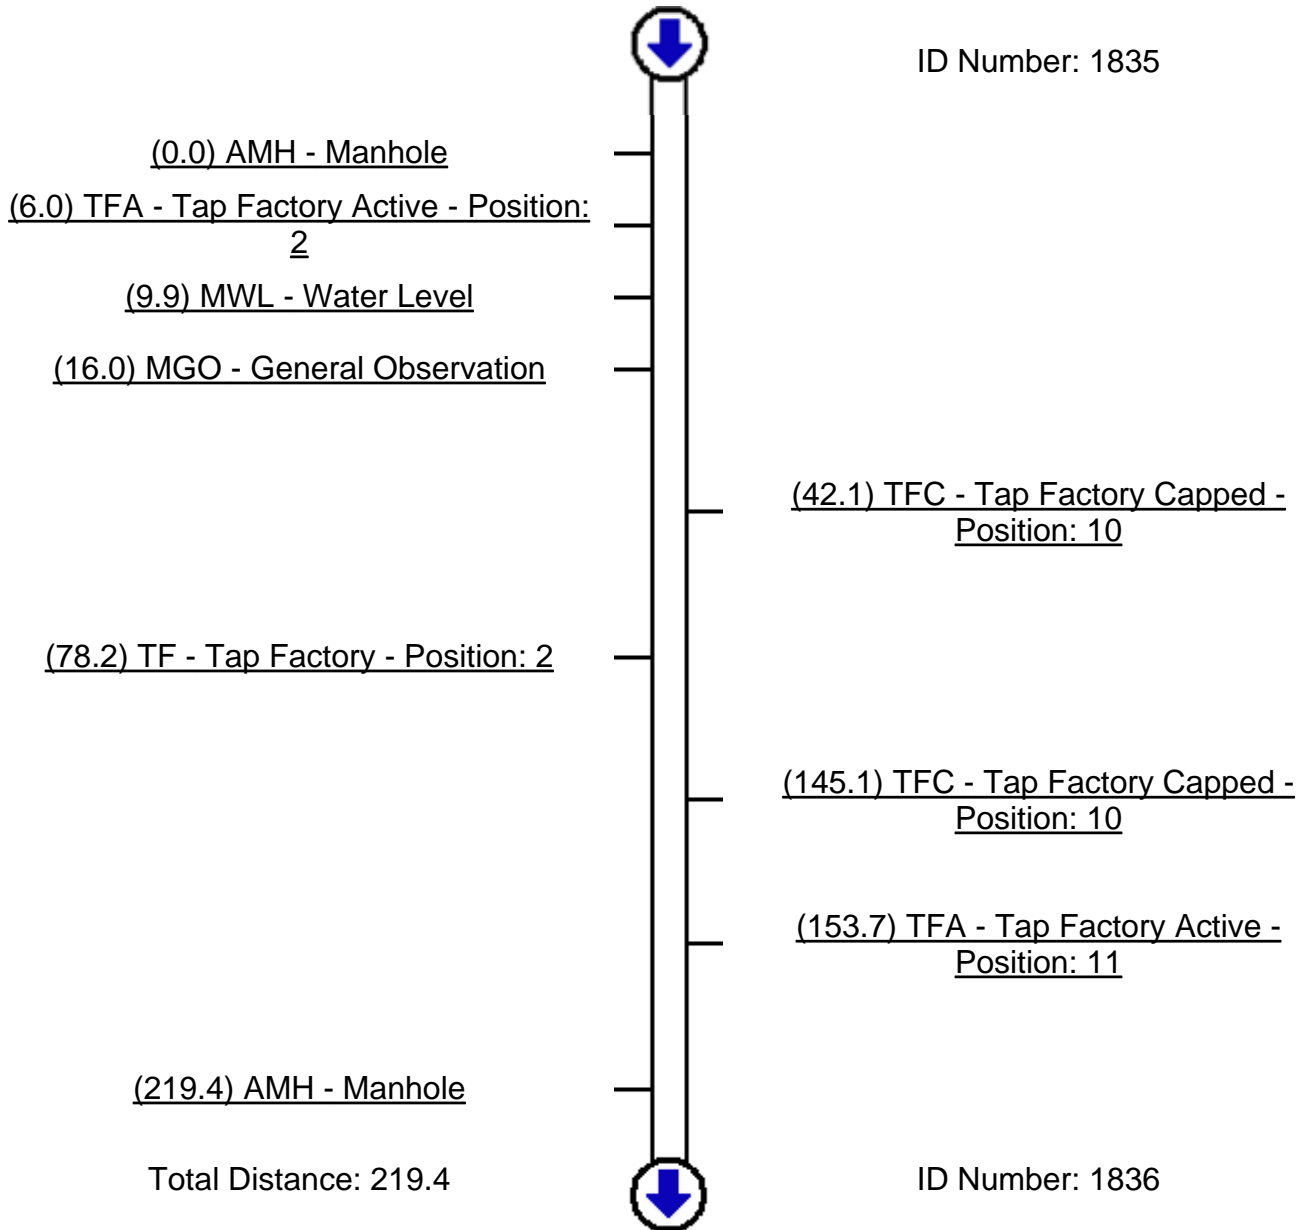 ID Number: 1835
(0.0) AMH - Manhole
(6.0) TFA - Tap Factory Active - Position:
2
(9.9) MWL - Water Level
(16.0) MGO - General Observation
(42.1) TFC - Tap Factory Capped -
Position: 10
(78.2) TF - Tap Factory - Position: 2
(145.1) TFC - Tap Factory Capped -
Position: 10
(153.7) TFA - Tap Factory Active -
Position: 11
(219.4) AMH - Manhole
Total Distance: 219.4
ID Number: 1836